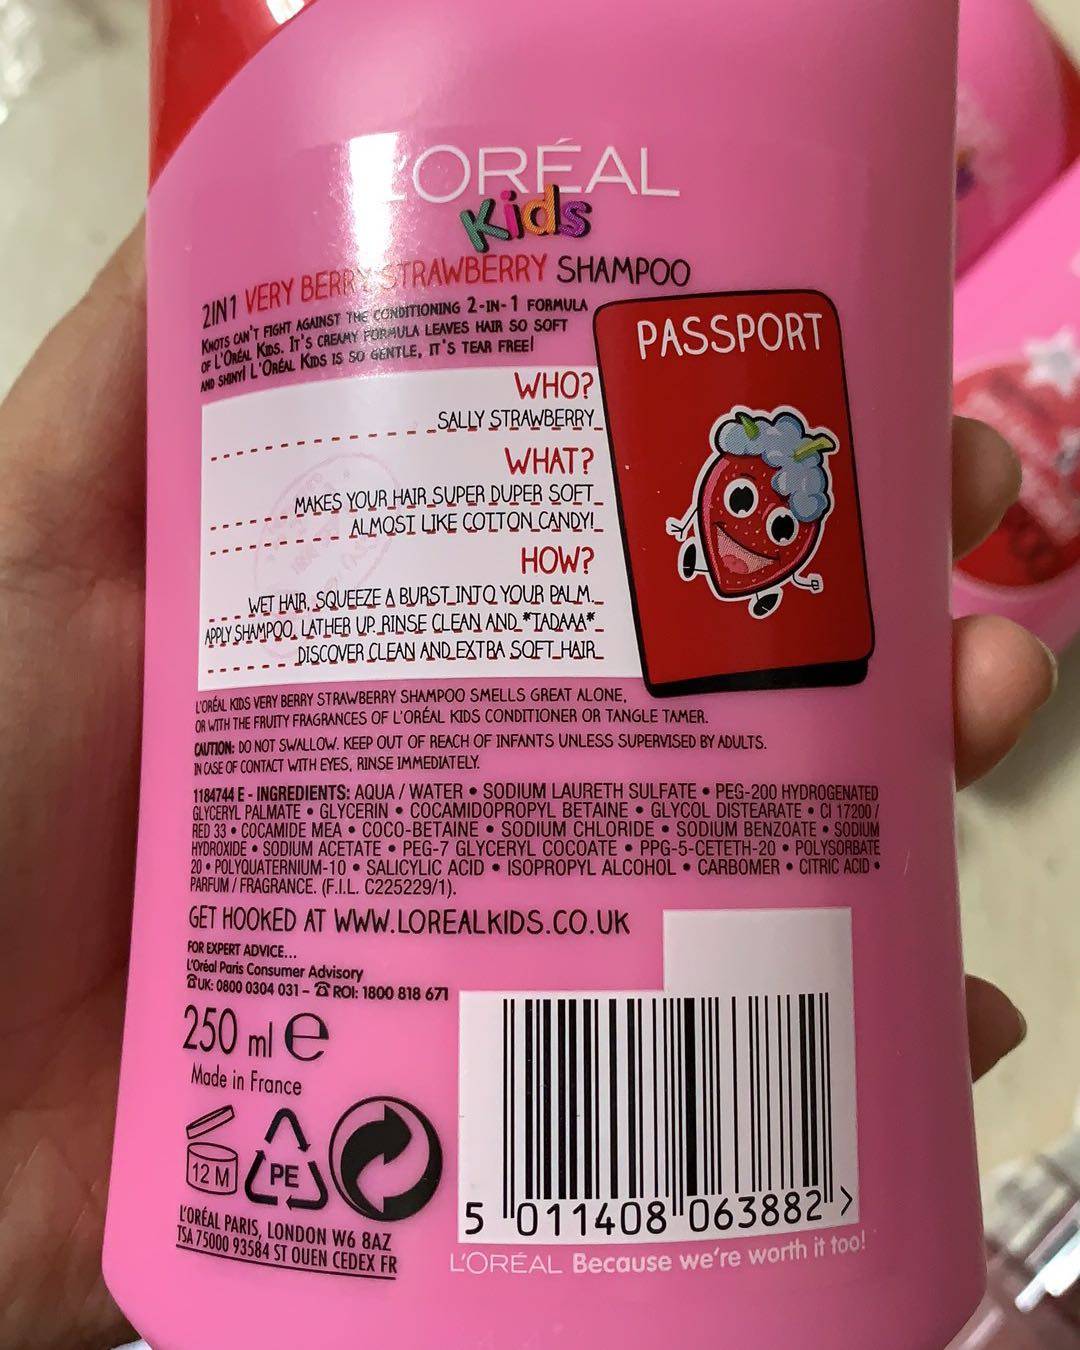 L'ORÉAL
Kids
2IN1 VERY BERRY STRAWBERRY SHAMPOO
KNOTS CAN'T FIGHT AGAINST THE CONDITIONING 2-IN-1 FORMULA
OF L'ORÉAL KIDS. IT'S CREAMY FORMULA LEAVES HAIR SO SOFT
AND SHINY! L'ORÉAL KIDS IS SO GENTLE, IT'S TEAR FREE!
PASSPORT
WHO?
SALLY STRAWBERRY
WHAT?
MAKES YOUR HAIR SUPER DUPER SOFT
ALMOST LIKE COTTON CANDY!
HOW?
WET HAIR, SQUEEZE A BURST INTO YOUR PALM.
APPLY SHAMPOO, LATHER UP. RINSE CLEAN AND *TADAAA*
DISCOVER CLEAN AND EXTRA SOFT HAIR
L'ORÉAL KIDS VERY BERRY STRAWBERRY SHAMPOO SMELLS GREAT ALONE,
OR WITH THE FRUITY FRAGRANCES OF L'ORÉAL KIDS CONDITIONER OR TANGLE TAMER.
CAUTION: DO NOT SWALLOW. KEEP OUT OF REACH OF INFANTS UNLESS SUPERVISED BY ADULTS.
IN CASE OF CONTACT WITH EYES, RINSE IMMEDIATELY.
1184744 E - INGREDIENTS: AQUA / WATER • SODIUM LAURETH SULFATE • PEG-200 HYDROGENATED
GLYCERYL PALMATE • GLYCERIN • COCAMIDOPROPYL BETAINE • GLYCOL DISTEARATE • CI 17200 /
RED 33 • COCAMIDE MEA • COCO-BETAINE • SODIUM CHLORIDE • SODIUM BENZOATE • SODIUM
HYDROXIDE • SODIUM ACETATE • PEG-7 GLYCERYL COCOATE • PPG-5-CETETH-20 • POLYSORBATE
20 • POLYQUATERNIUM-10 • SALICYLIC ACID • ISOPROPYL ALCOHOL • CARBOMER • CITRIC ACID •
PARFUM / FRAGRANCE. (F.I.L. C225229/1).
GET HOOKED AT WWW.LOREALKIDS.CO.UK
FOR EXPERT ADVICE...
L'Oréal Paris Consumer Advisory
☎UK: 0800 0304 031 – ☎ ROI: 1800 818 671
250 ml e
Made in France
12 M
PE
L'ORÉAL PARIS, LONDON W6 8AZ
TSA 75000 93584 ST OUEN CEDEX FR
5 011408 063882 >
L'ORÉAL Because we're worth it too!